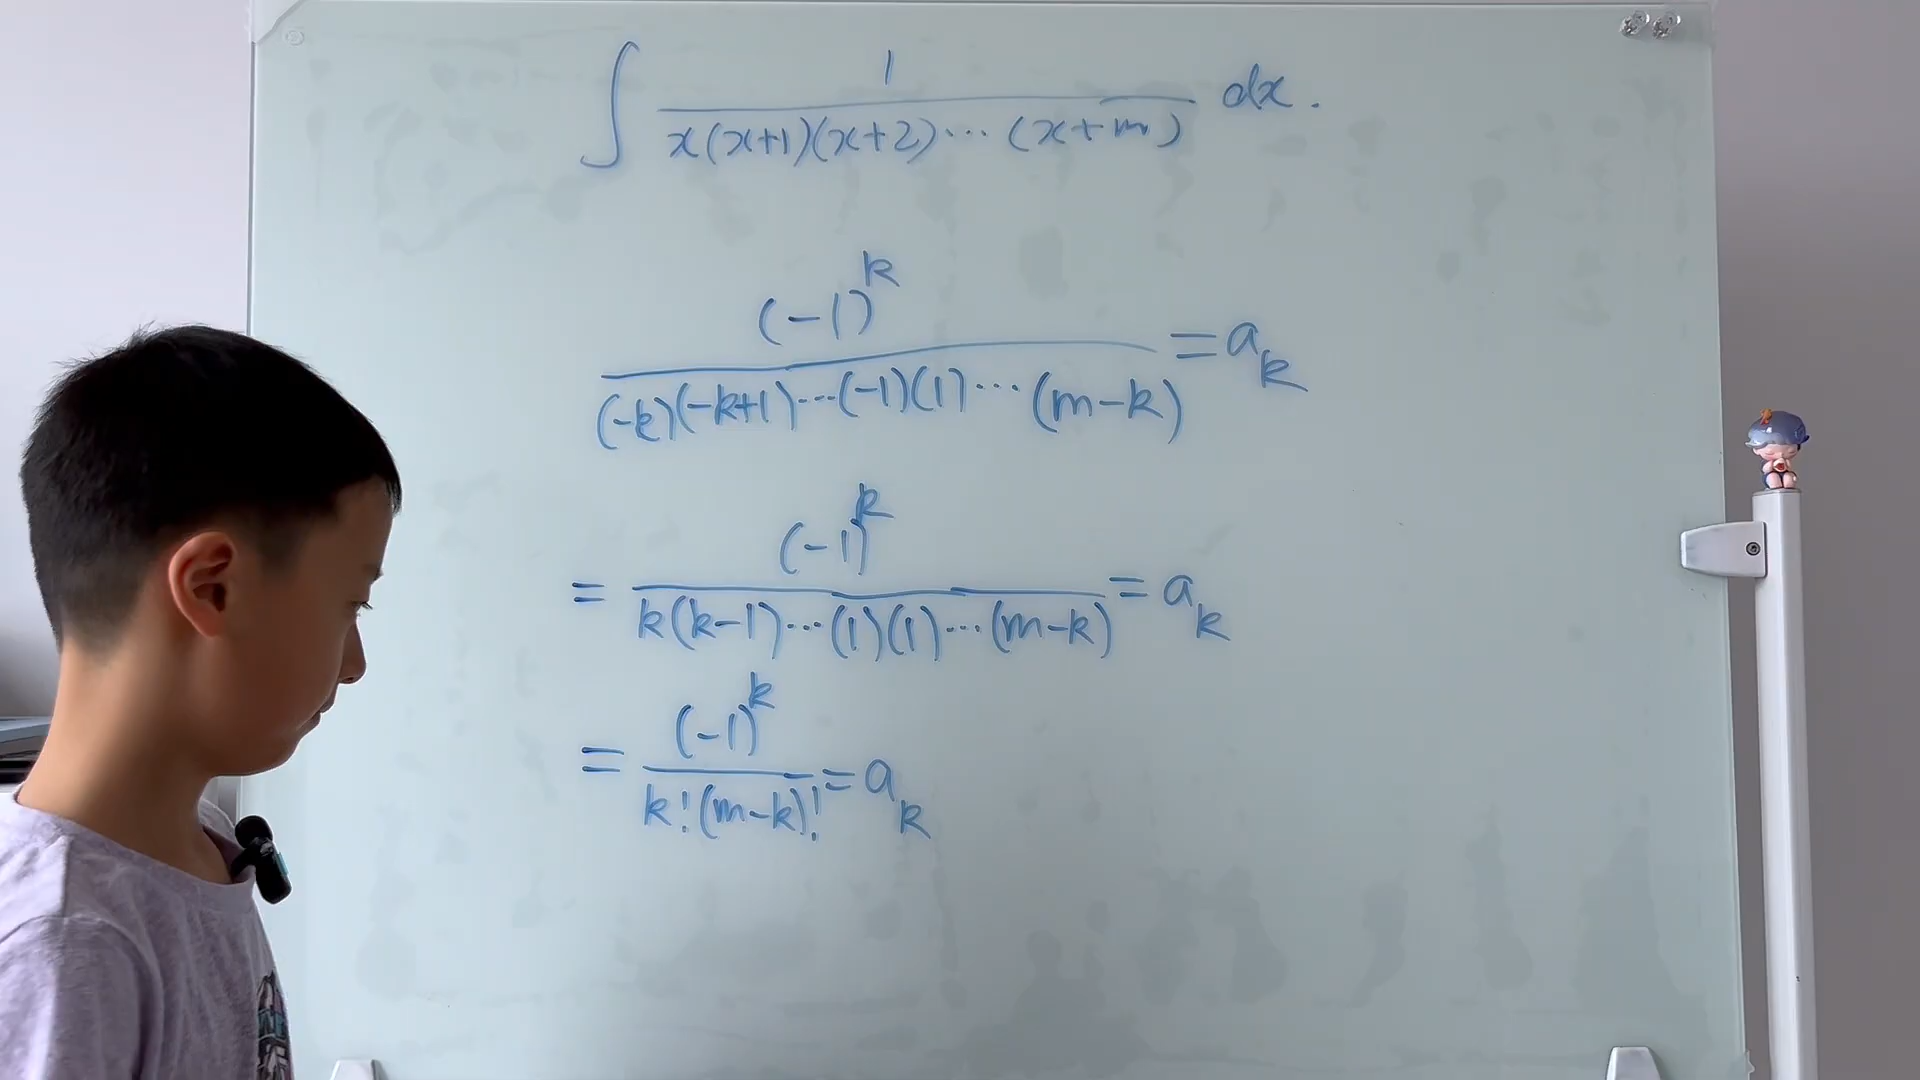 ∫ 1/(x(x+1)(x+2)⋯(x+m)) dx.
(-1)^k/((-k)(-k+1)⋯(-1)(1)⋯(m-k)) = a_k
= (-1)^k/(k(k-1)⋯(1)(1)⋯(m-k)) = a_k
= (-1)^k/(k!(m-k)!) = a_k